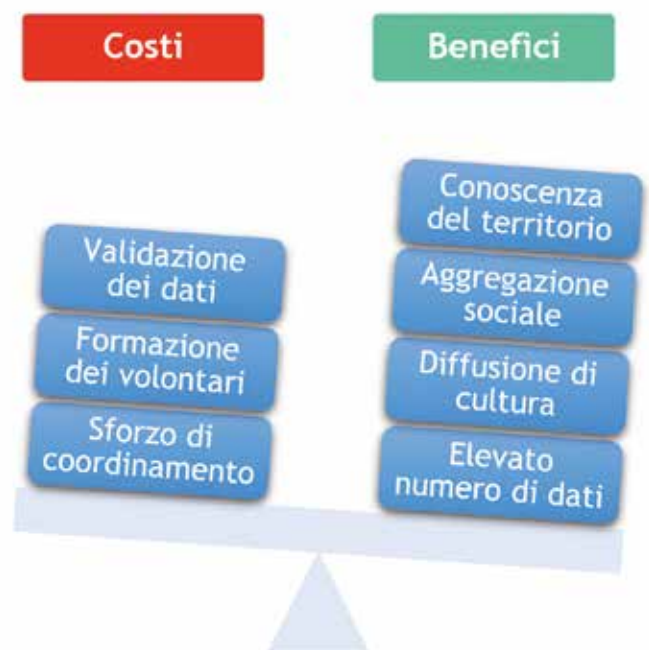 Costi
Benefici
Validazione
dei dati
Formazione
dei volontari
Sforzo di
coordinamento
Conoscenza
del territorio
Aggregazione
sociale
Diffusione di
cultura
Elevato
numero di dati